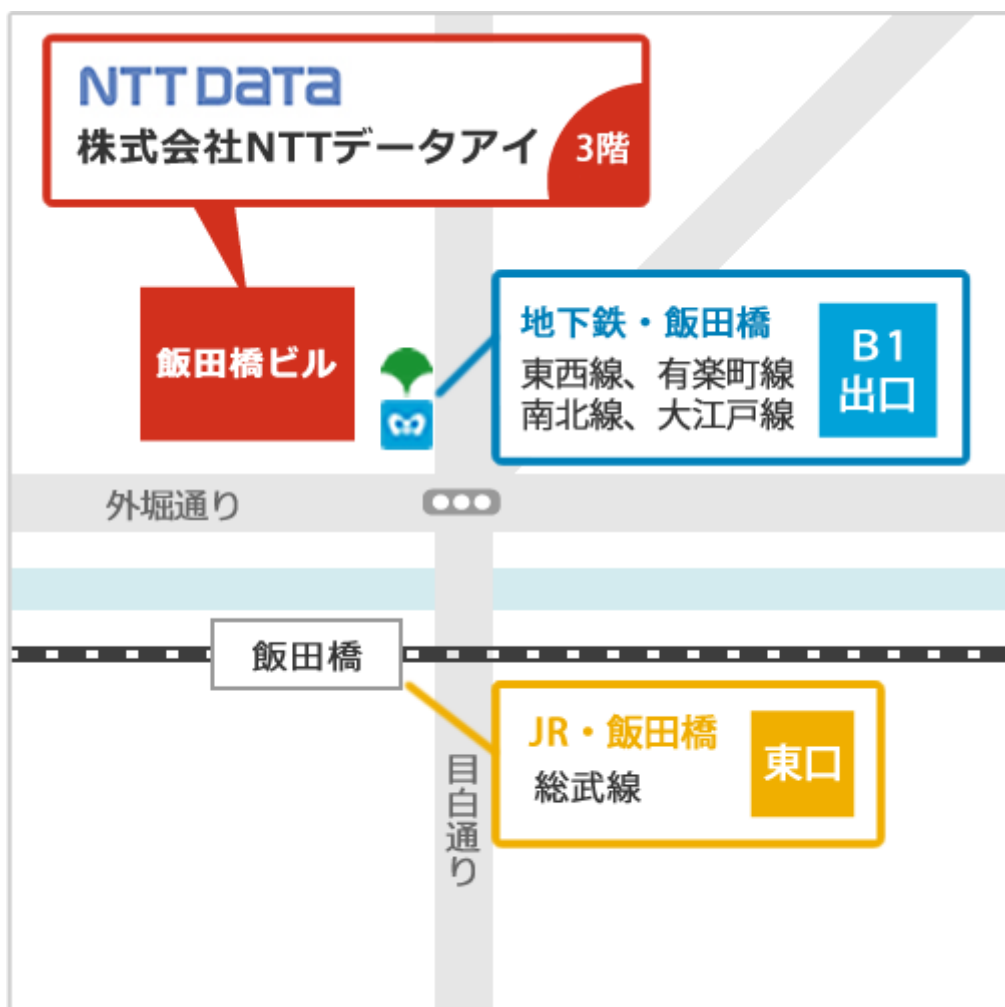 NTT DATA
株式会社NTTデータアイ
3階
飯田橋ビル
地下鉄・飯田橋
東西線、有楽町線
南北線、大江戸線
B1
出口
外堀通り
飯田橋
JR・飯田橋
総武線
東口
目白通り